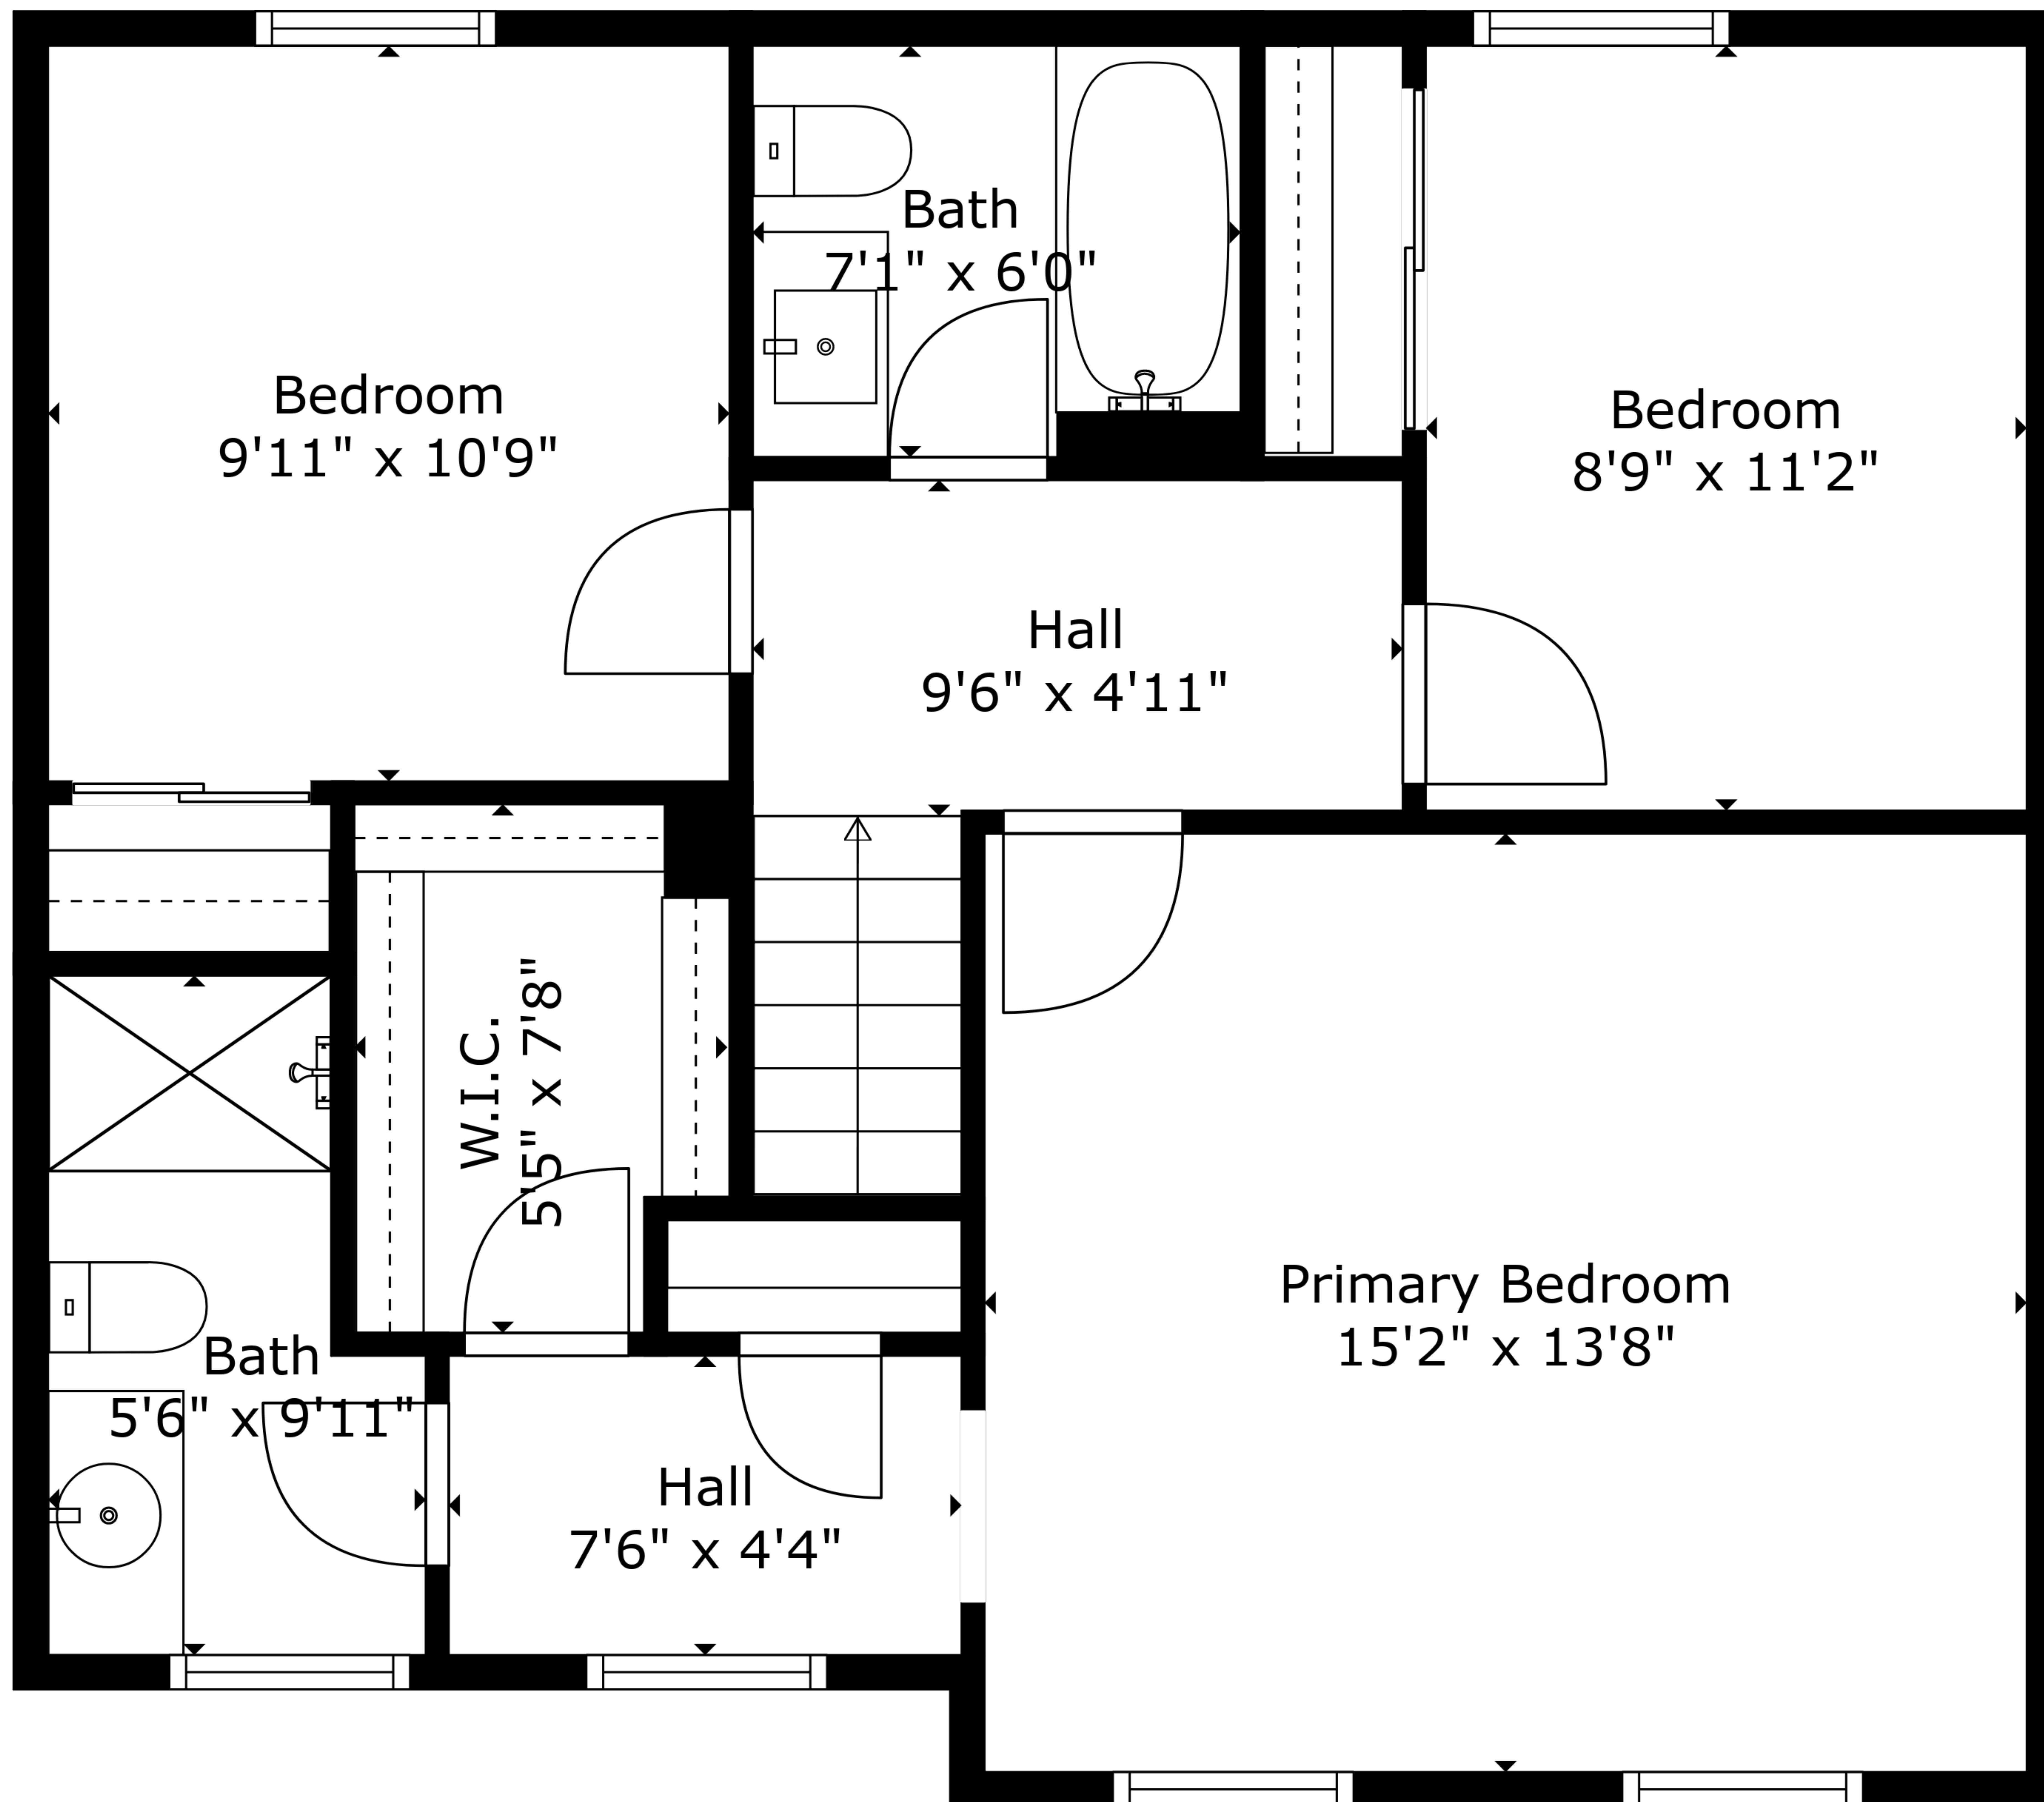 Bath
7'1" x 6'0"
Bedroom
9'11" x 10'9"
Bedroom
8'9" x 11'2"
Hall
9'6" x 4'11"
W.I.C.
5'5" x 7'8"
Primary Bedroom
15'2" x 13'8"
Bath
5'6" x 9'11"
Hall
7'6" x 4'4"